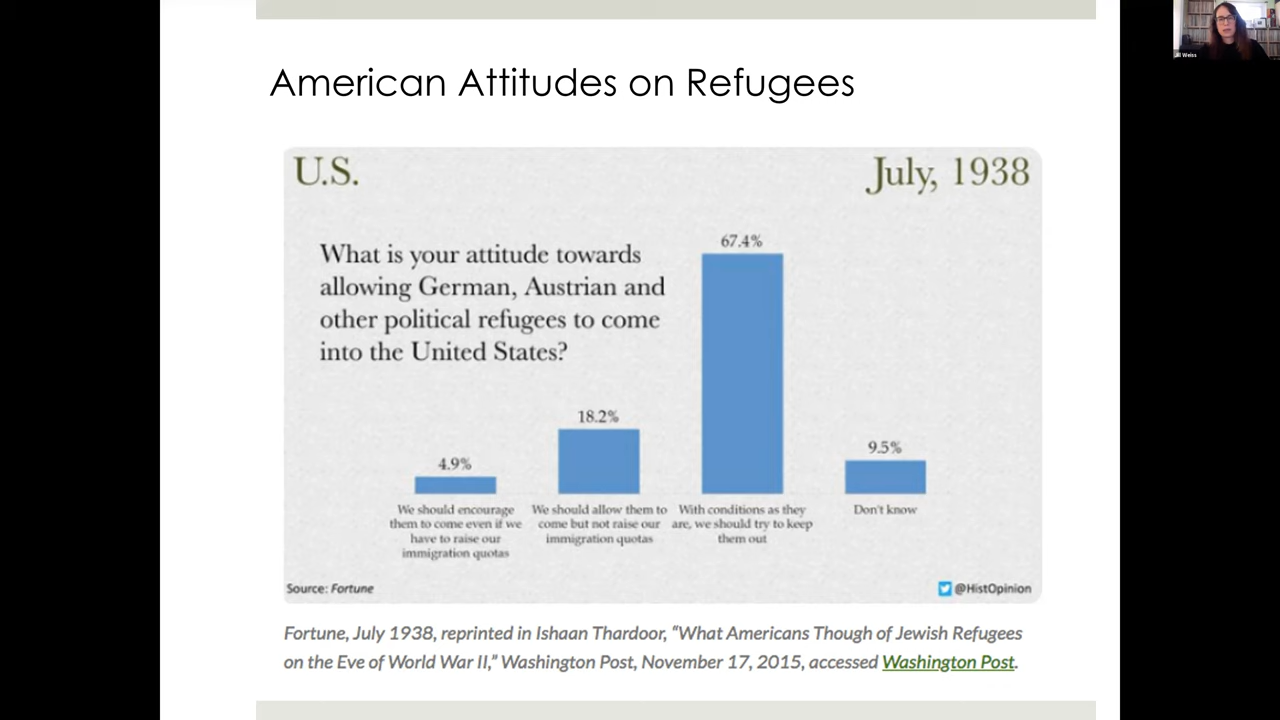 American Attitudes on Refugees
U.S.
July, 1938
What is your attitude towards
allowing German, Austrian and
other political refugees to come
into the United States?
4.9%
18.2%
67.4%
9.5%
We should encourage
them to come even if we
have to raise our
immigration quotas
We should allow them to
come but not raise our
immigration quotas
With conditions as they
are, we should try to keep
them out
Don't know
Source: Fortune
@HistOpinion
Fortune, July 1938, reprinted in Ishaan Thardoor, “What Americans Though of Jewish Refugees
on the Eve of World War II,” Washington Post, November 17, 2015, accessed Washington Post.
Weiss